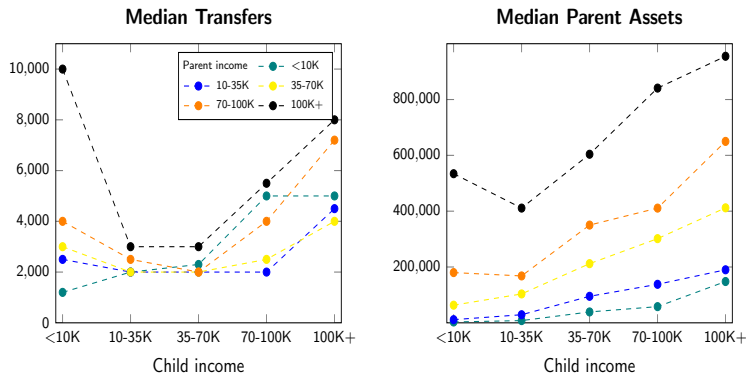 Median Transfers
10,000
8,000
6,000
4,000
2,000
0
Parent income
<10K
10-35K
35-70K
70-100K
100K+
<10K 10-35K 35-70K 70-100K 100K+
Child income
Median Parent Assets
800,000
600,000
400,000
200,000
<10K 10-35K 35-70K 70-100K 100K+
Child income